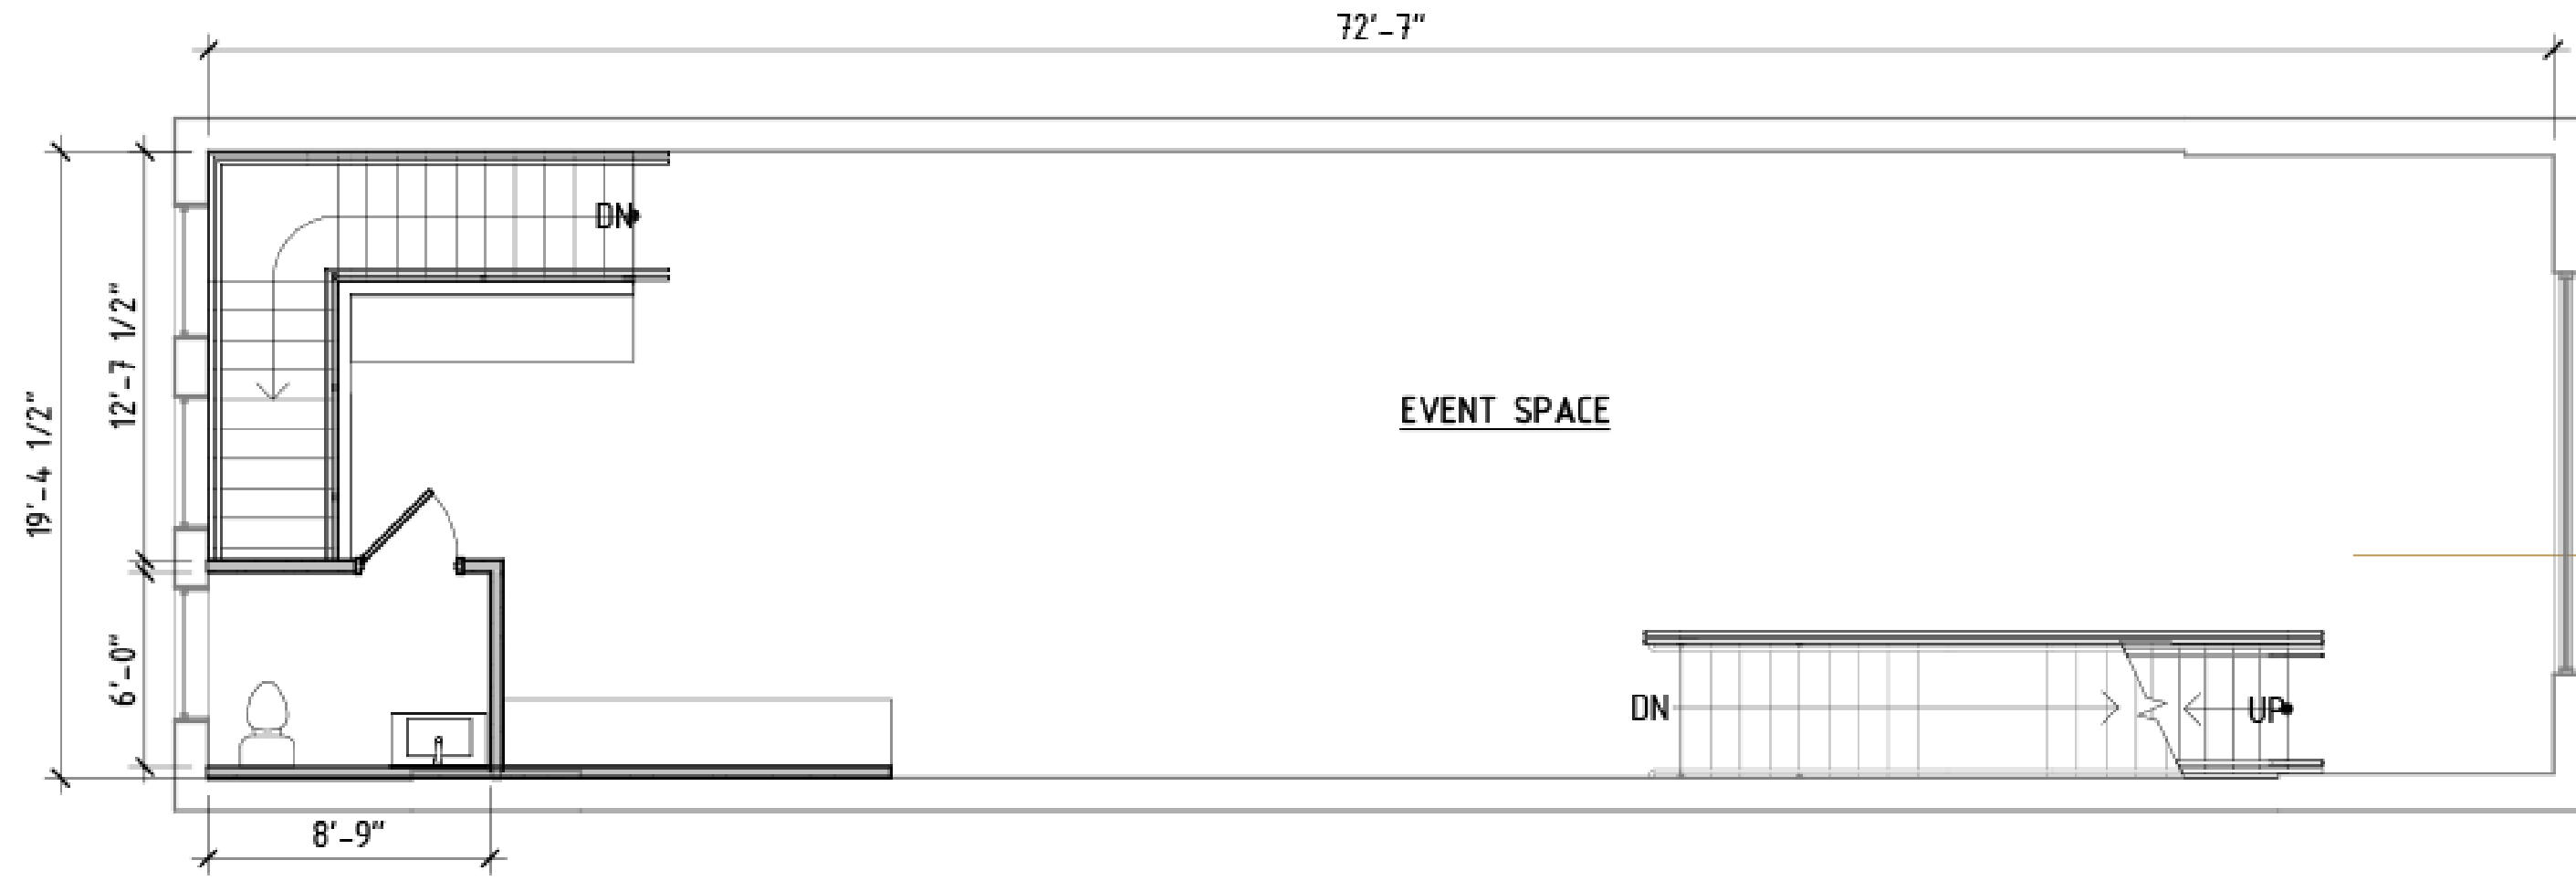 72'-7"
DN
12'-7 1/2"
19'-4 1/2"
EVENT SPACE
6'-0"
DN
UP
8'-9"